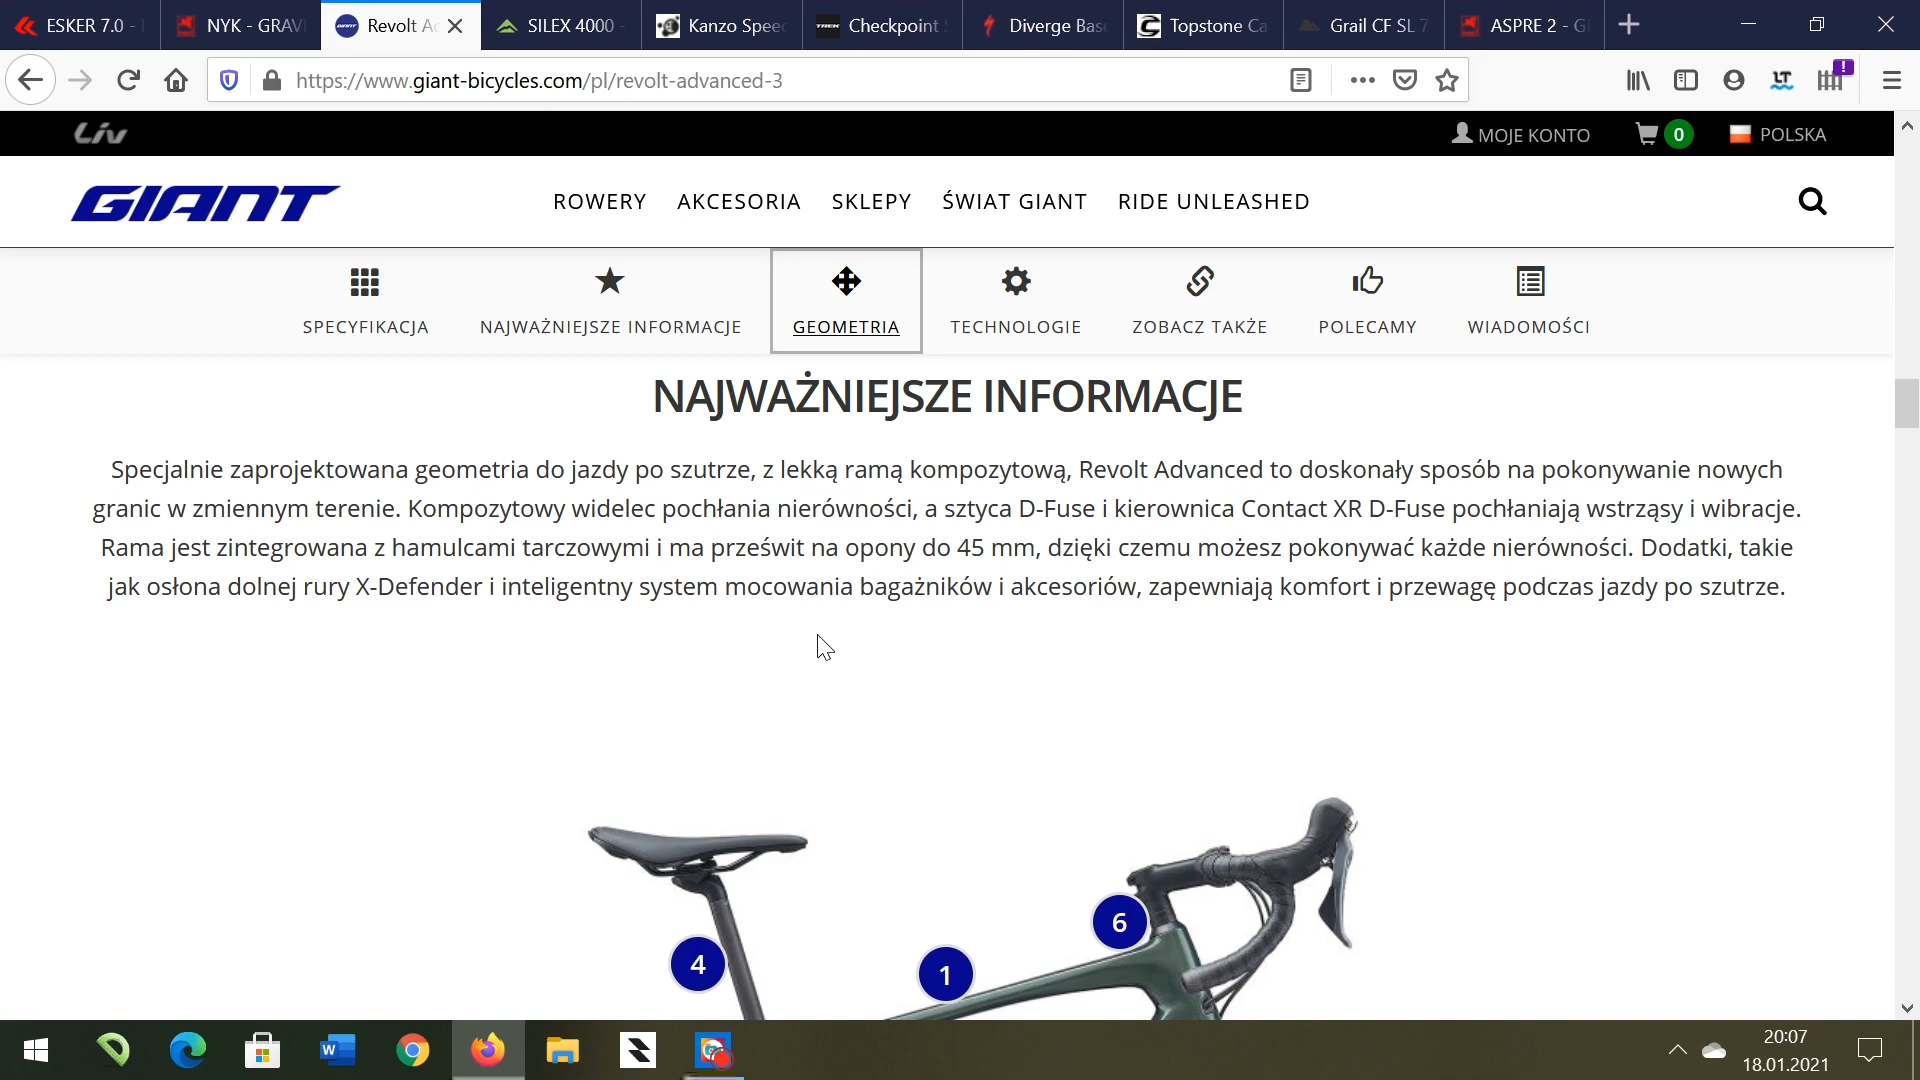 ESKER 7.0 -
NYK - GRAV
Revolt A
SILEX 4000 -
Kanzo Spee
Checkpoint
Diverge Bas
Topstone Ca
Grail CF SL 7
ASPRE 2 - G
https://www.giant-bicycles.com/pl/revolt-advanced-3
Liv
MOJE KONTO
0
POLSKA
GIANT
ROWERY
AKCESORIA
SKLEPY
ŚWIAT GIANT
RIDE UNLEASHED
SPECYFIKACJA
NAJWAŻNIEJSZE INFORMACJE
GEOMETRIA
TECHNOLOGIE
ZOBACZ TAKŻE
POLECAMY
WIADOMOŚCI
NAJWAŻNIEJSZE INFORMACJE
Specjalnie zaprojektowana geometria do jazdy po szutrze, z lekką ramą kompozytową, Revolt Advanced to doskonały sposób na pokonywanie nowych
granic w zmiennym terenie. Kompozytowy widelec pochłania nierówności, a sztyca D-Fuse i kierownica Contact XR D-Fuse pochłaniają wstrząsy i wibracje.
Rama jest zintegrowana z hamulcami tarczowymi i ma prześwit na opony do 45 mm, dzięki czemu możesz pokonywać każde nierówności. Dodatki, takie
jak osłona dolnej rury X-Defender i inteligentny system mocowania bagażników i akcesoriów, zapewniają komfort i przewagę podczas jazdy po szutrze.
6
4
1
20:07
18.01.2021